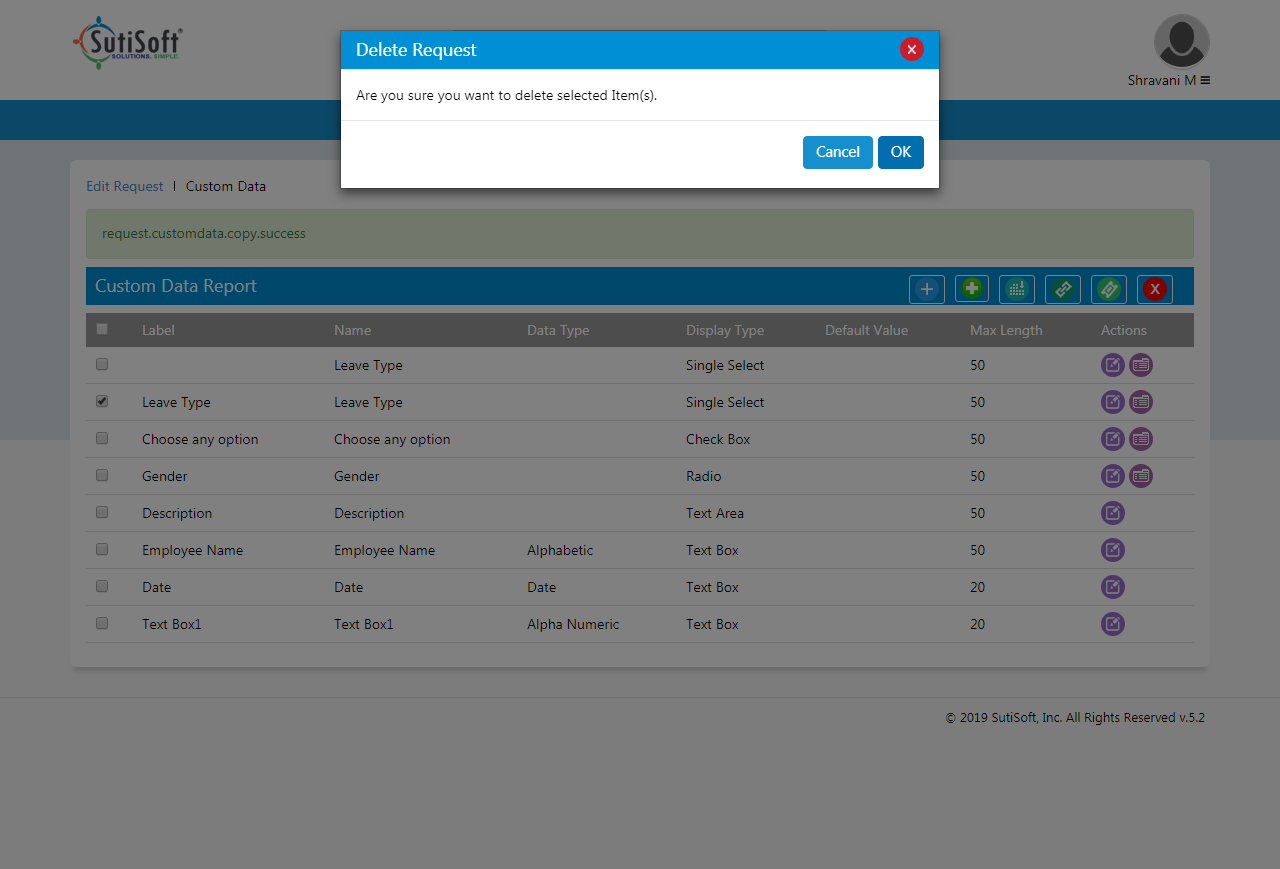 SutiSoft®
SOLUTIONS. SIMPLE.
Delete Request
X
Shravani M
Are you sure you want to delete selected Item(s).
Cancel OK
Edit Request | Custom Data
request.customdata.copy.success
Custom Data Report
X
Label Name Data Type Display Type Default Value Max Length Actions
Leave Type Single Select 50
Leave Type Leave Type Single Select 50
Choose any option Choose any option Check Box 50
Gender Gender Radio 50
Description Description Text Area 50
Employee Name Employee Name Alphabetic Text Box 50
Date Date Date Text Box 20
Text Box1 Text Box1 Alpha Numeric Text Box 20
© 2019 SutiSoft, Inc. All Rights Reserved v.5.2